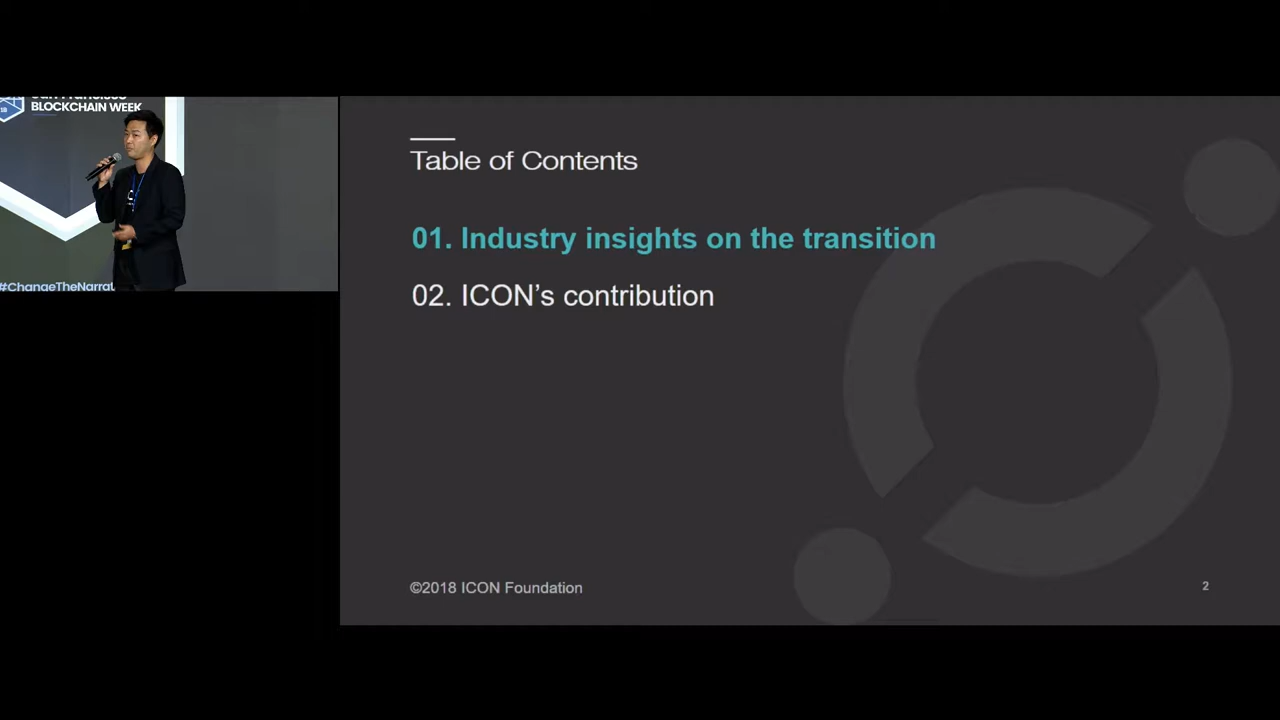 BLOCKCHAIN WEEK
Table of Contents
01. Industry insights on the transition
02. ICON’s contribution
©2018 ICON Foundation
2